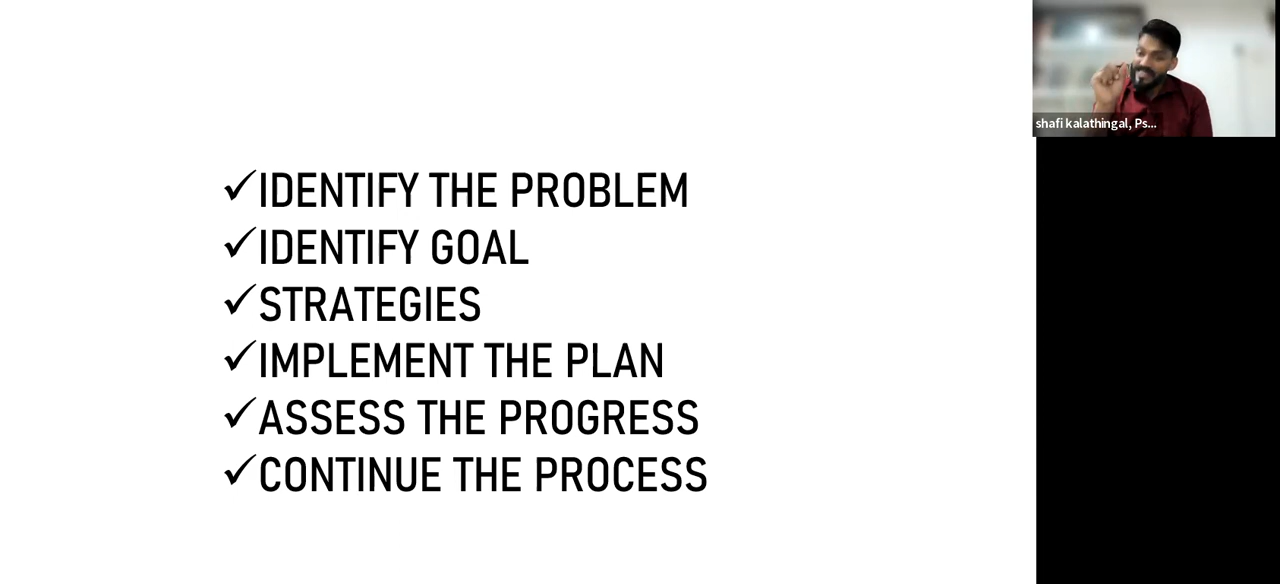 ✓IDENTIFY THE PROBLEM
✓IDENTIFY GOAL
✓STRATEGIES
✓IMPLEMENT THE PLAN
✓ASSESS THE PROGRESS
✓CONTINUE THE PROCESS
shafi kalathingal, Ps...